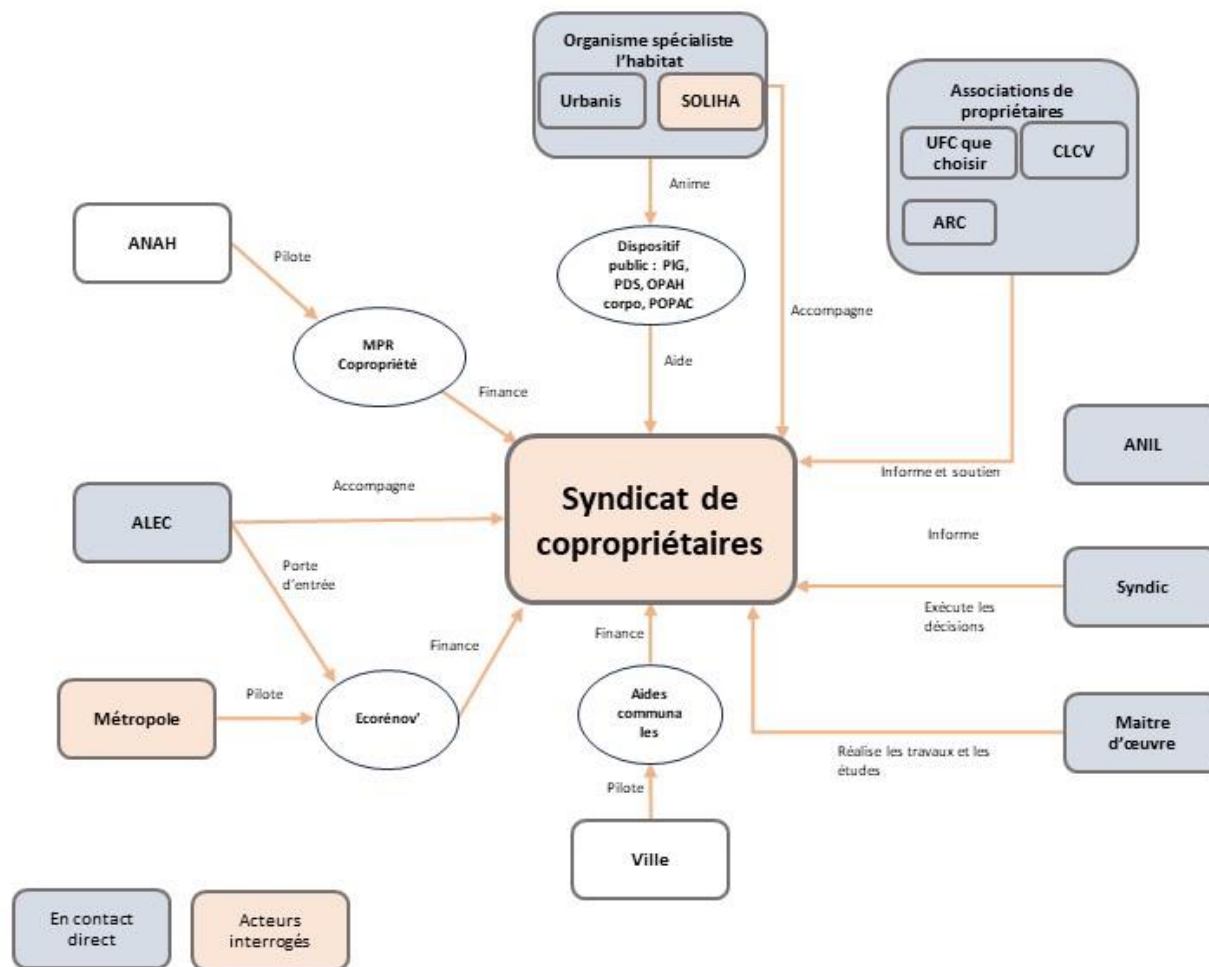 Organisme spécialiste
l'habitat
Urbanis
SOLIHA
Associations de
propriétaires
UFC que
choisir
CLCV
ARC
Anime
ANAH
Pilote
Dispositif
public : PIG,
PDS, OPAH
corpo, POPAC
Accompagne
MPR
Copropriété
Aide
Finance
ANIL
Informe et soutien
Accompagne
ALEC
Syndicat de
copropriétaires
Informe
Porte
d'entrée
Syndic
Exécute les
décisions
Finance
Finance
Métropole
Pilote
Ecorénov'
Aides
communa
les
Maitre
d'œuvre
Réalise les travaux et les
études
Pilote
Ville
En contact
direct
Acteurs
interrogés